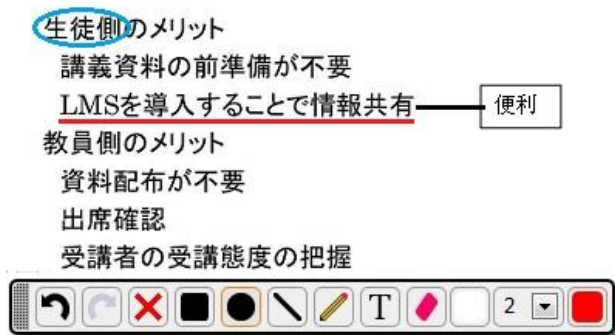 生徒側のメリット
講義資料の前準備が不要
LMSを導入することで情報共有
便利
教員側のメリット
資料配布が不要
出席確認
受講者の受講態度の把握
T
2